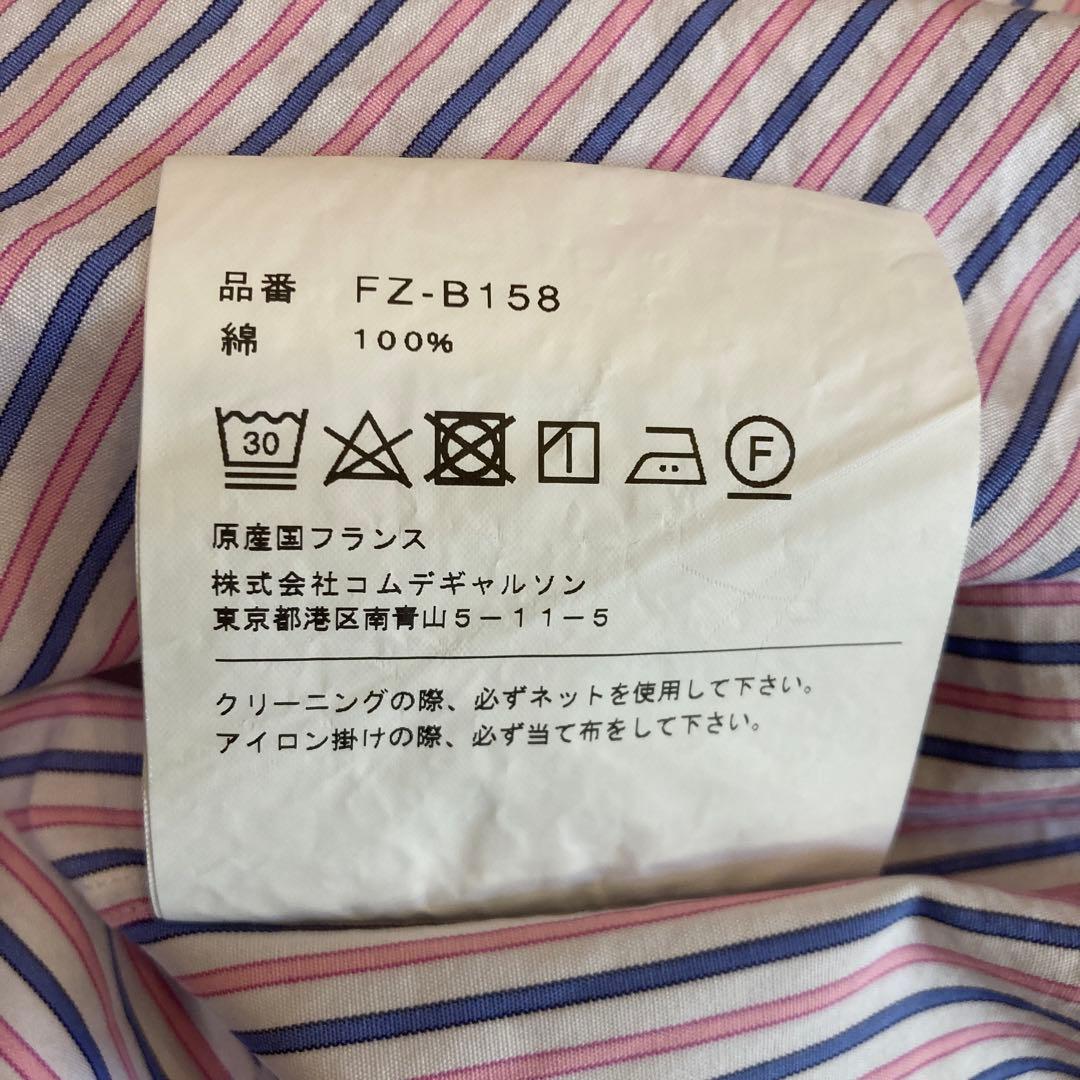 品番 FZ-B158
綿 100%
30 F
原産国フランス
株式会社コムデギャルソン
東京都港区南青山5-11-5
クリーニングの際、必ずネットを使用して下さい。
アイロン掛けの際、必ず当て布をして下さい。